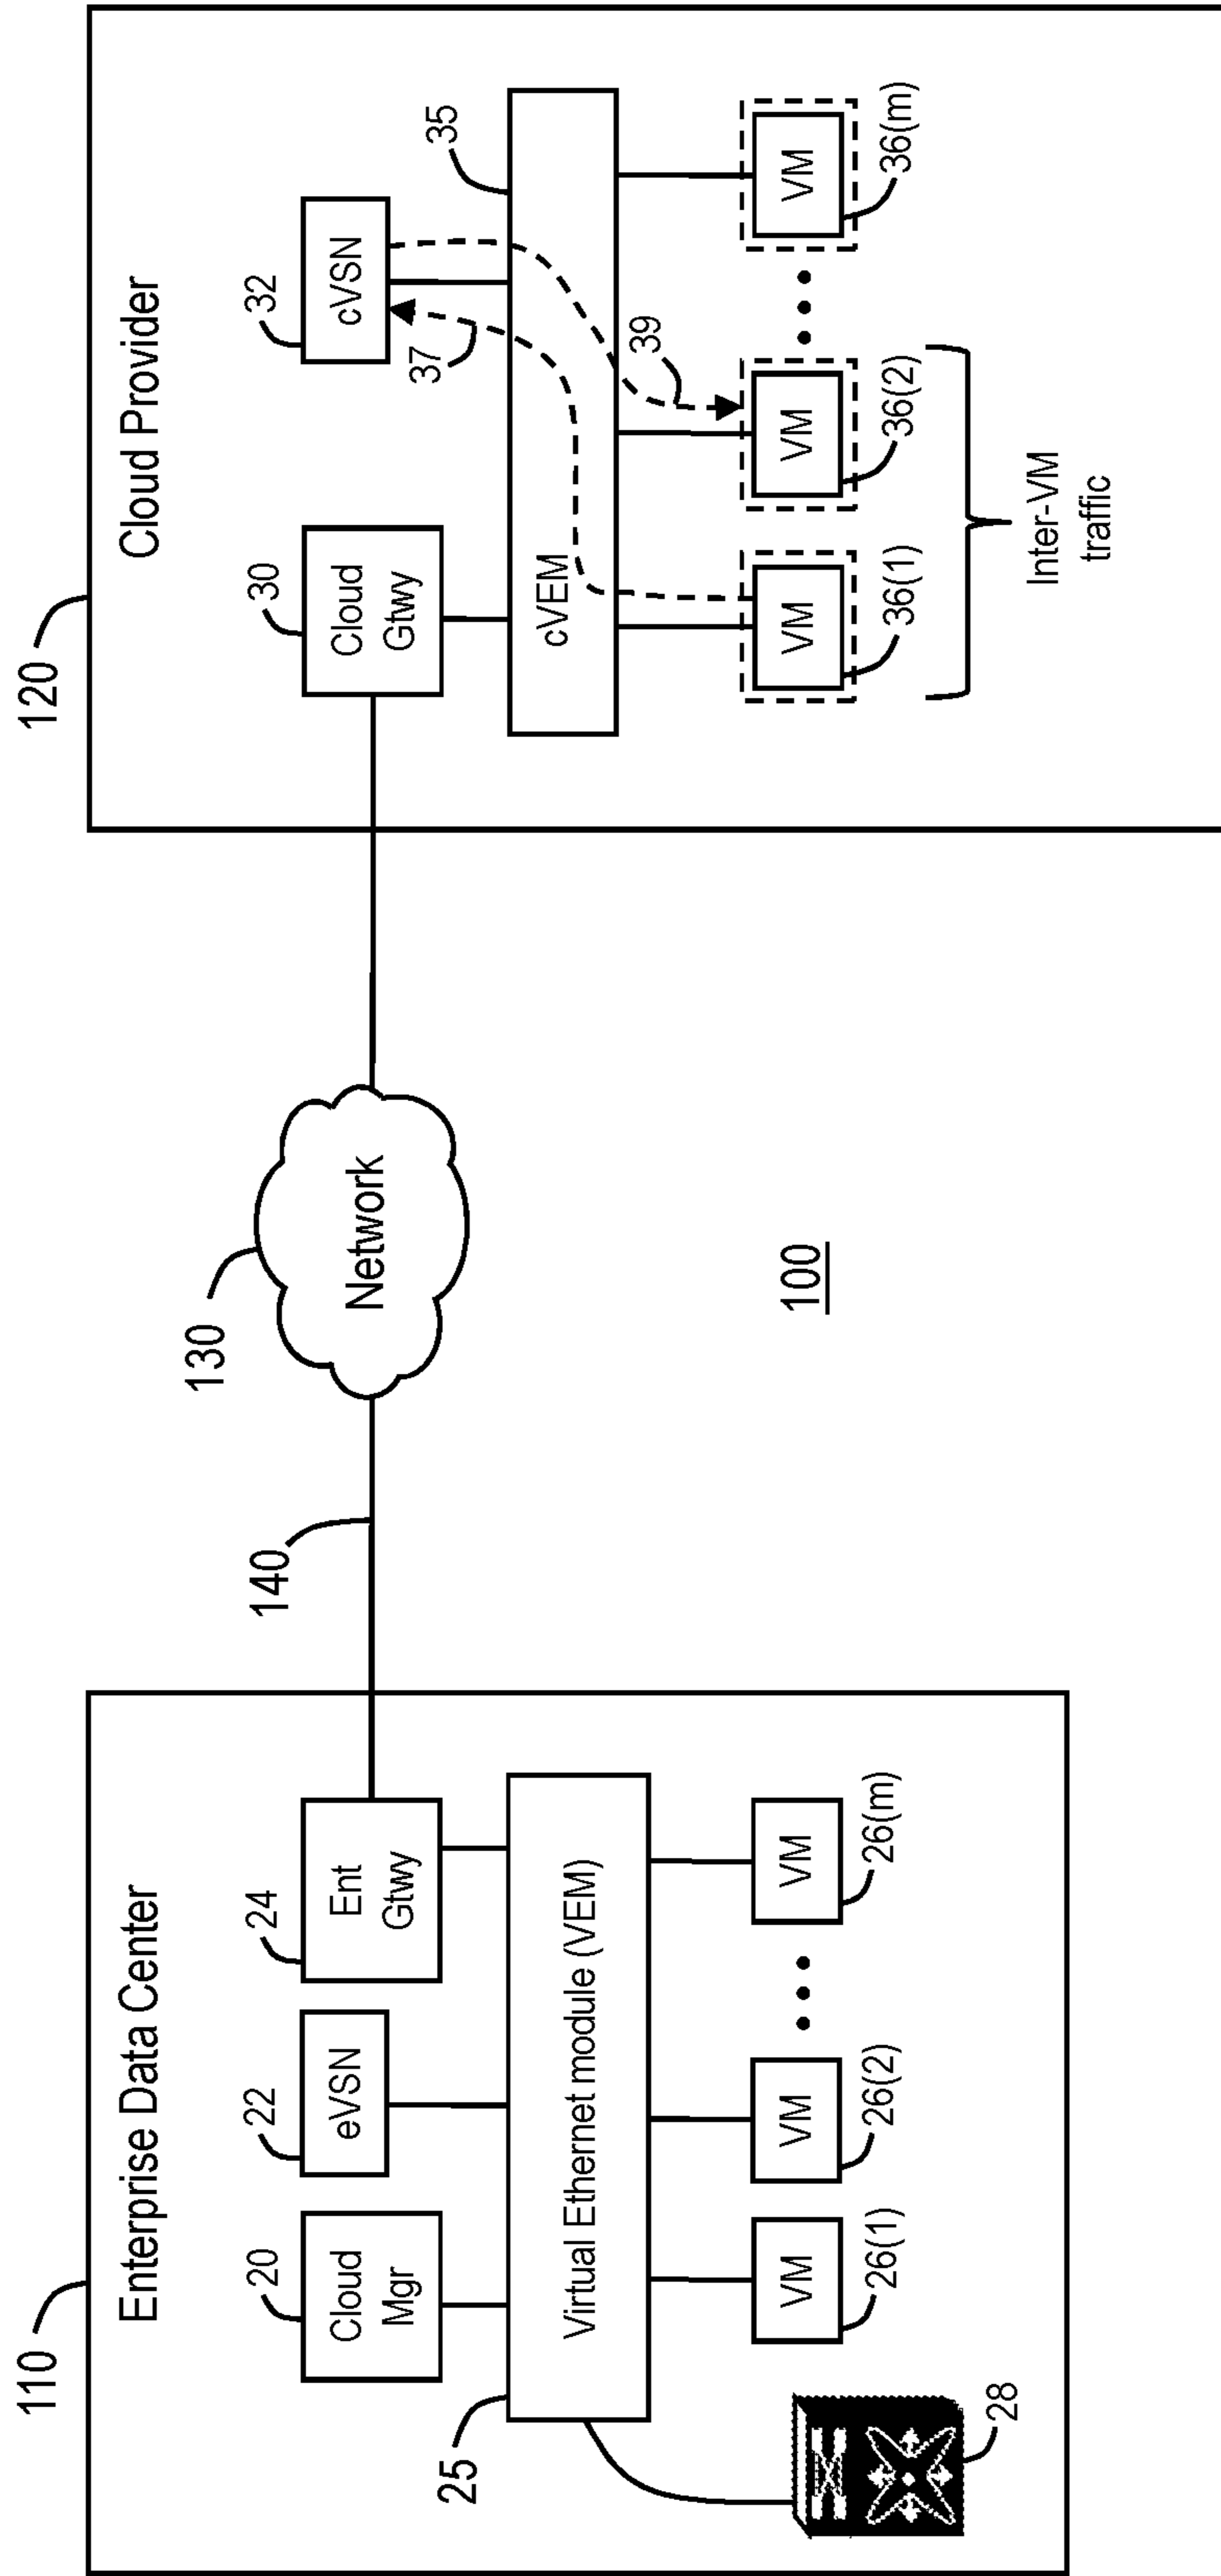 110
Enterprise Data Center
20
Cloud
Mgr
22
eVSN
24
Ent
Gtwy
25
Virtual Ethernet module (VEM)
28
VM
26(1)
VM
26(2)
VM
26(m)
140
130
Network
100
120
Cloud Provider
30
Cloud
Gtwy
32
cVSN
37
35
cVEM
39
VM
36(1)
VM
36(2)
VM
36(m)
Inter-VM
traffic